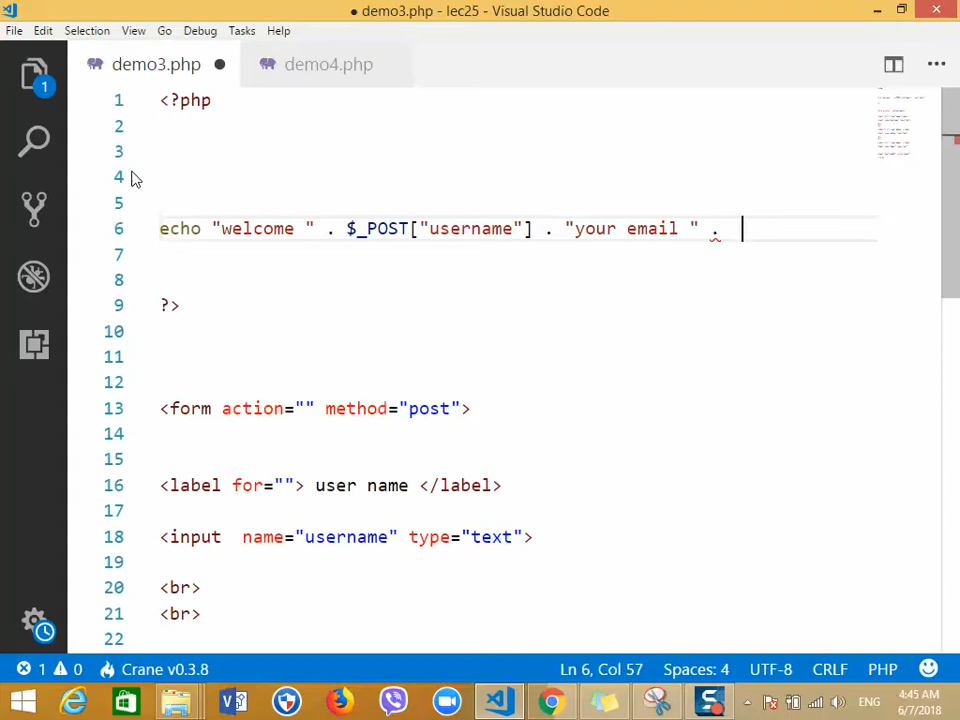 ● demo3.php - lec25 - Visual Studio Code
File Edit Selection View Go Debug Tasks Help
demo3.php ● demo4.php
1 <?php
2
3
4
5
6 echo "welcome " . $_POST["username"] . "your email " .
7
8
9 ?>
10
11
12
13 <form action="" method="post">
14
15
16 <label for=""> user name </label>
17
18 <input  name="username" type="text">
19
20 <br>
21 <br>
22
1
1 0 Crane v0.3.8 Ln 6, Col 57 Spaces: 4 UTF-8 CRLF PHP
ENG 4:45 AM
6/7/2018